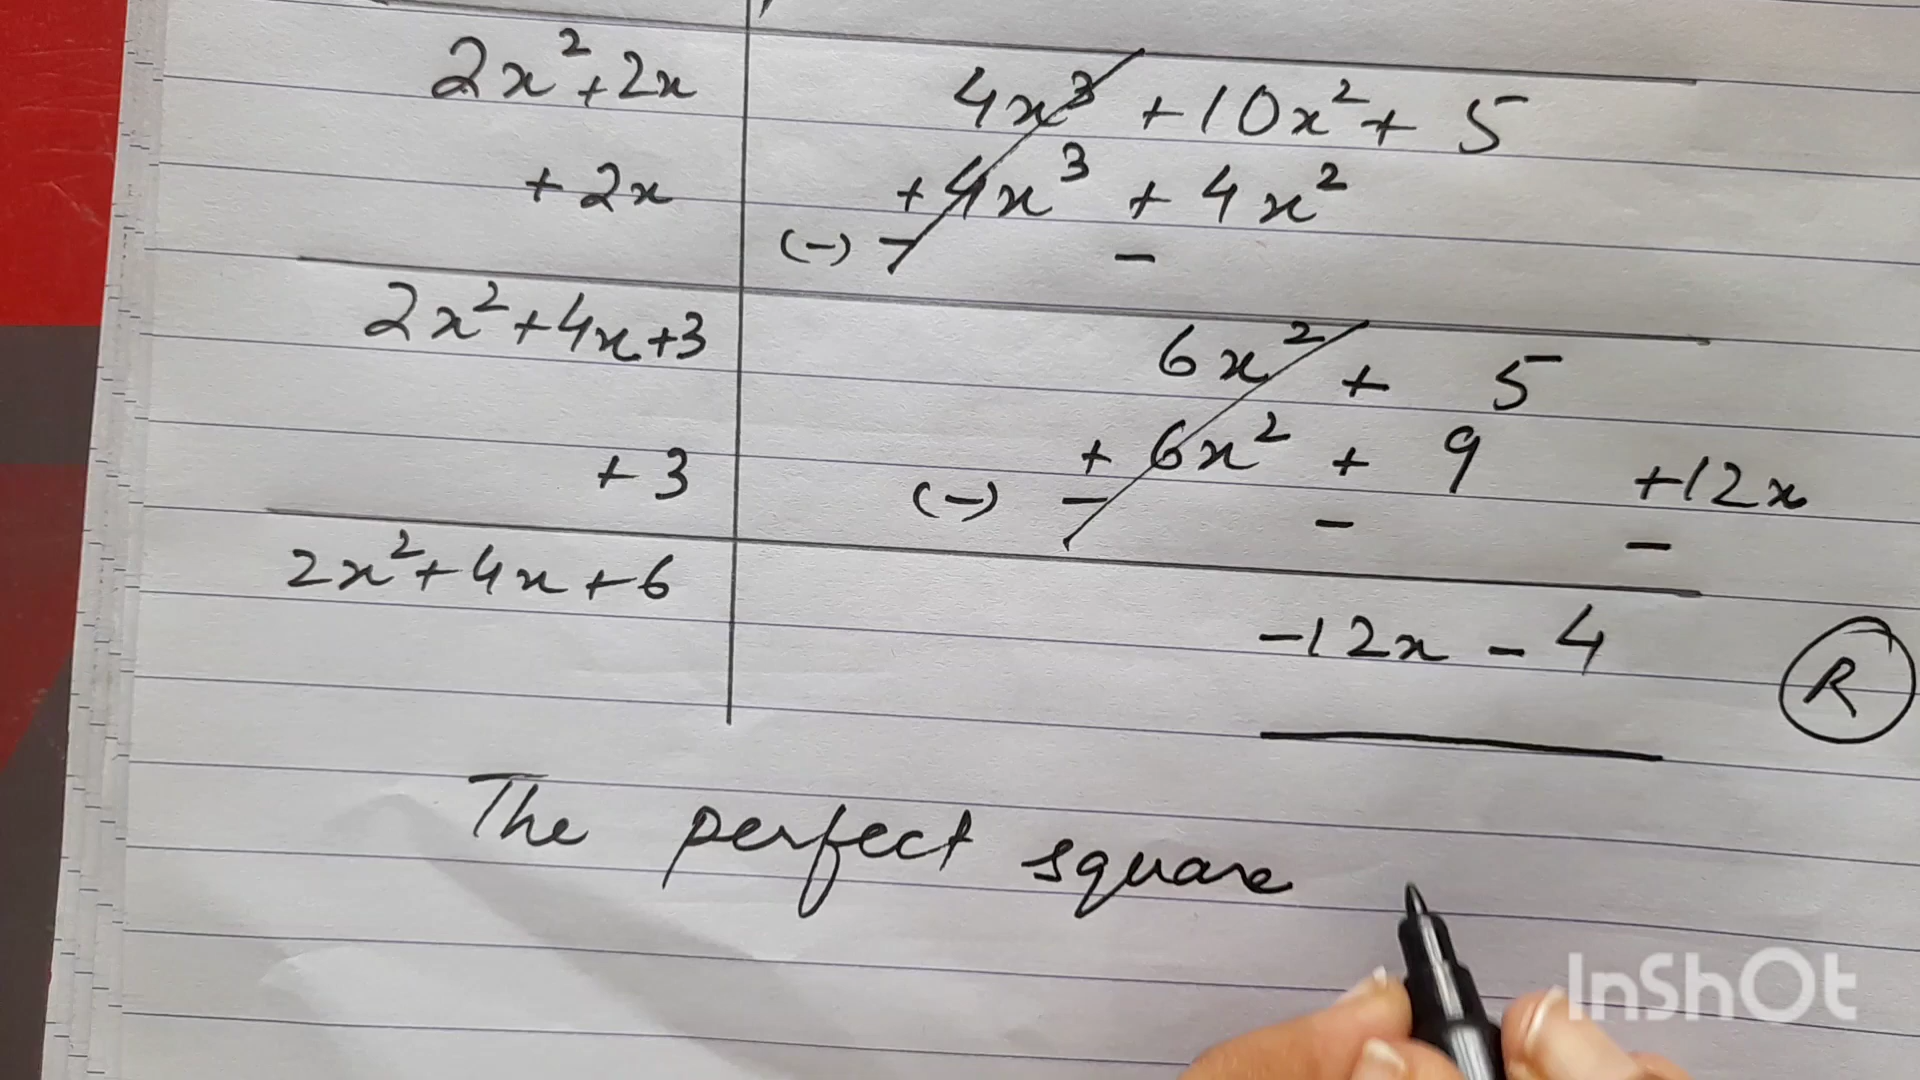 2x²+2x 4x³ + 10x² + 5
+ 2x + 4x³ + 4x²
(-) - -
2x²+4x+3 6x² + 5
+ 3 + 6x² + 9 +12x
(-) - - -
2x²+4x+6
-12x - 4 R
The perfect square
InShOt